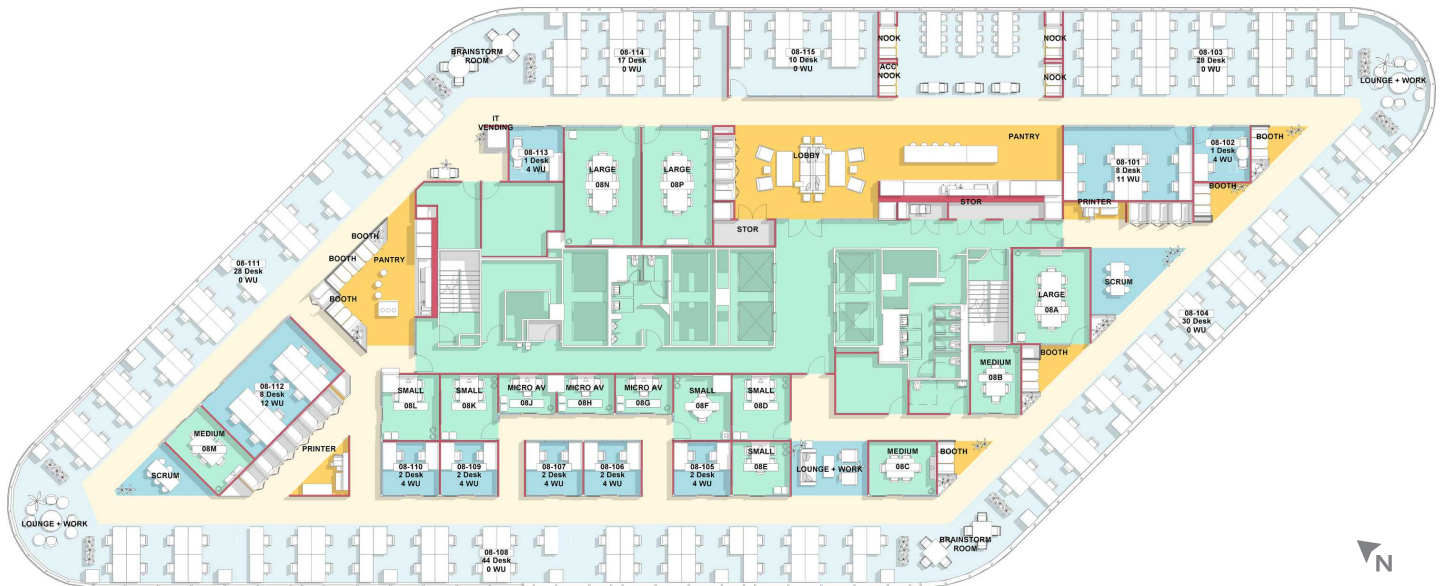 BRAINSTORM
ROOM
08-114
17 Desk
0 WU
08-115
10 Desk
0 WU
NOOK
ACC
NOOK
NOOK
NOOK
08-103
28 Desk
0 WU
LOUNGE + WORK
IT
VENDING
08-113
1 Desk
4 WU
LARGE
08N
LARGE
08P
LOBBY
PANTRY
08-101
8 Desk
11 WU
08-102
1 Desk
4 WU
BOOTH
BOOTH
STOR
PRINTER
STOR
BOOTH
BOOTH
PANTRY
BOOTH
08-111
28 Desk
0 WU
SCRUM
LARGE
08A
08-104
30 Desk
0 WU
BOOTH
MEDIUM
08B
08-112
8 Desk
12 WU
SMALL
08L
SMALL
08K
MICRO AV
08J
MICRO AV
08H
MICRO AV
08G
SMALL
08F
SMALL
08D
MEDIUM
08M
PRINTER
SCRUM
08-110
2 Desk
4 WU
08-109
2 Desk
4 WU
08-107
2 Desk
4 WU
08-106
2 Desk
4 WU
08-105
2 Desk
4 WU
SMALL
08E
LOUNGE + WORK
MEDIUM
08C
BOOTH
LOUNGE + WORK
08-108
44 Desk
0 WU
BRAINSTORM
ROOM
N